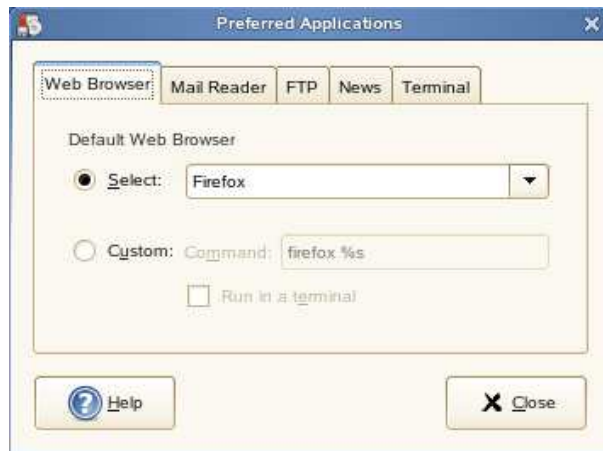 Preferred Applications
Web Browser Mail Reader FTP News Terminal
Default Web Browser
Select: Firefox
Custom: Command: firefox %s
Run in a terminal
Help Close